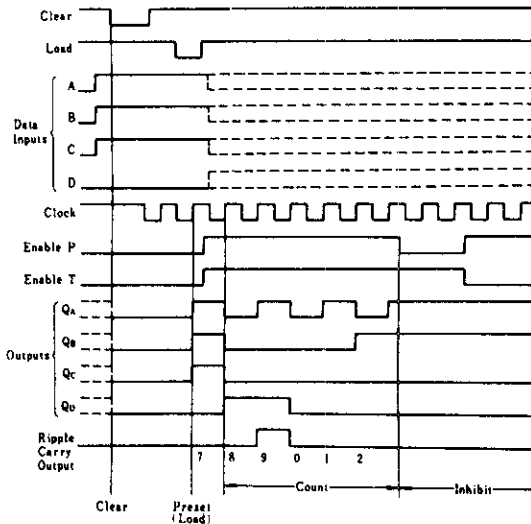 Clear
Load
A
B
Data
Inputs
C
D
Clock
Enable P
Enable T
QA
QB
Outputs
QC
QD
Ripple
Carry
Output
7 8 9 0 1 2
Count Inhibit
Clear Preset
(Load)